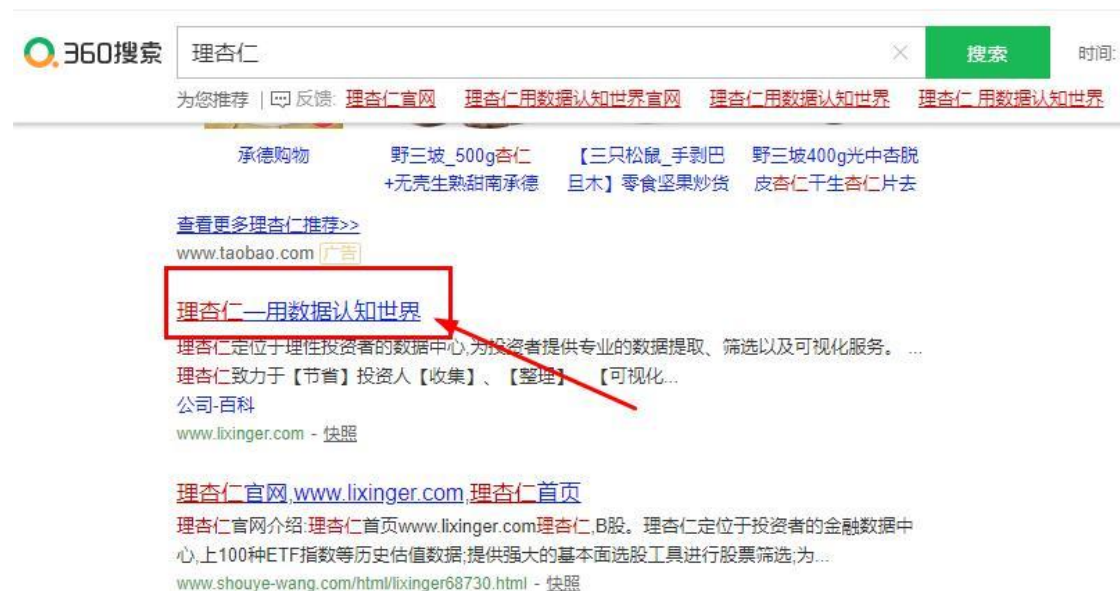 360搜索 理杏仁 × 搜索 时间:
为您推荐 | 反馈: 理杏仁官网 理杏仁用数据认知世界官网 理杏仁用数据认知世界 理杏仁 用数据认知世界
承德购物 野三坡_500g杏仁 【三只松鼠_手剥巴 野三坡400g光中杏脱
+无壳生熟甜南承德 旦木】零食坚果炒货 皮杏仁干生杏仁片去
查看更多理杏仁推荐>>
www.taobao.com 广告
理杏仁—用数据认知世界
理杏仁定位于理性投资者的数据中心,为投资者提供专业的数据提取、筛选以及可视化服务。 ...
理杏仁致力于【节省】投资人【收集】、【整理】、【可视化...
公司-百科
www.lixinger.com - 快照
理杏仁官网,www.lixinger.com,理杏仁首页
理杏仁官网介绍:理杏仁首页www.lixinger.com理杏仁,B股。理杏仁定位于投资者的金融数据中
心,上100种ETF指数等历史估值数据;提供强大的基本面选股工具进行股票筛选;为...
www.shouye-wang.com/html/lixinger68730.html - 快照